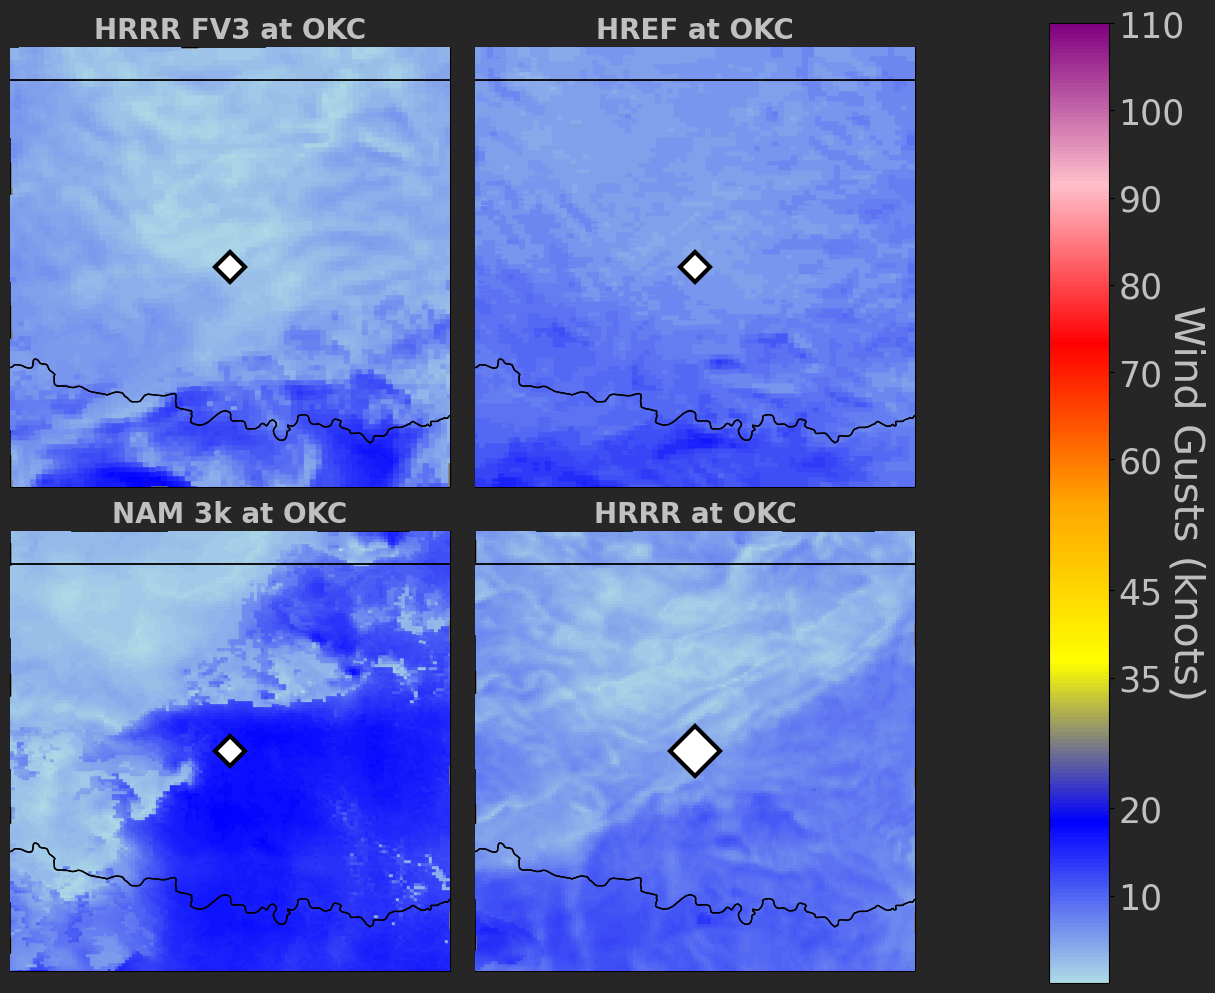 HRRR FV3 at OKC
HREF at OKC
NAM 3k at OKC
HRRR at OKC
110
100
90
80
70
60
45
35
20
10
Wind Gusts (knots)